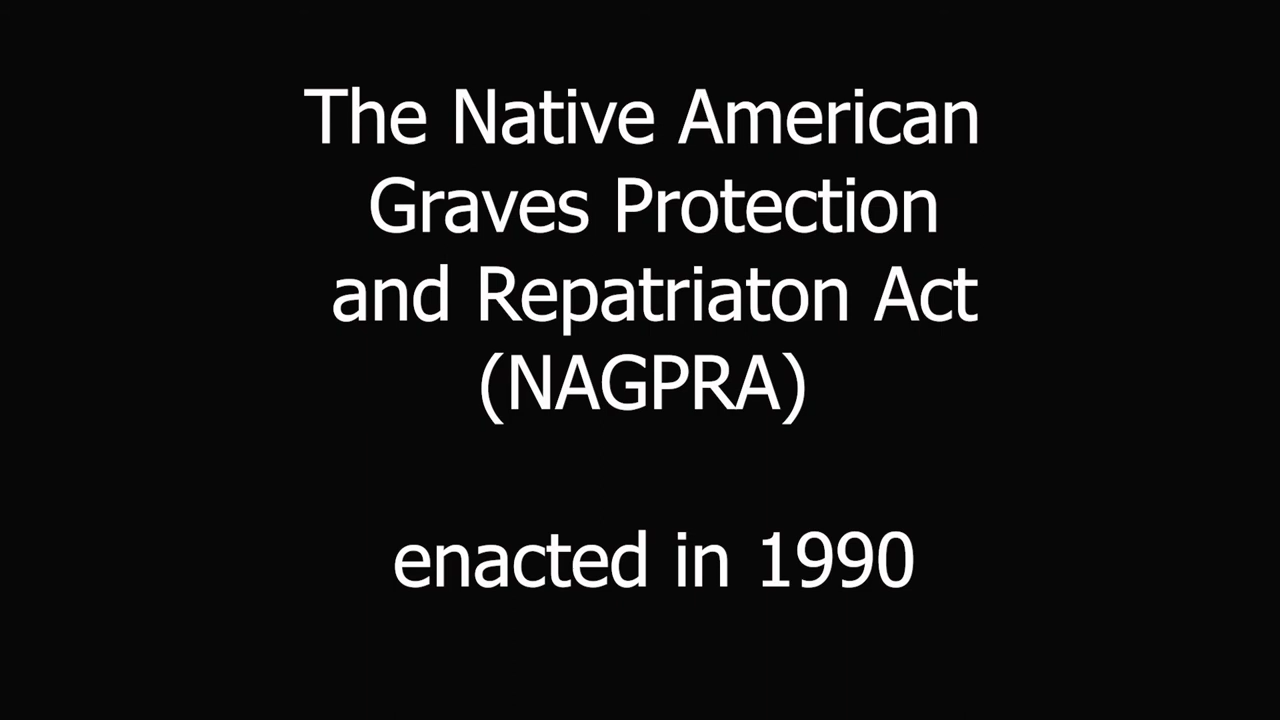 The Native American
Graves Protection
and Repatriaton Act
(NAGPRA)
enacted in 1990